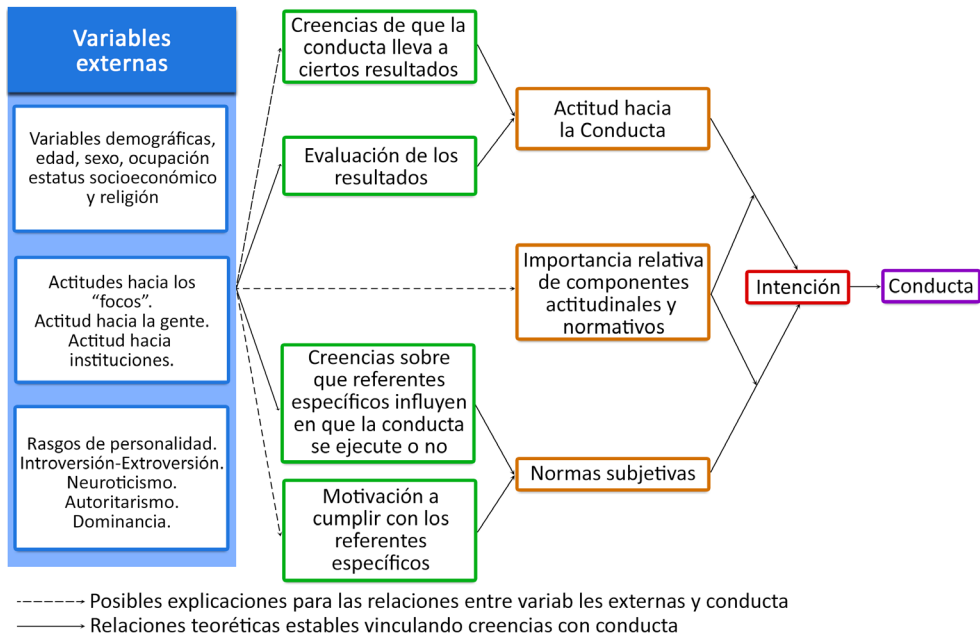 Variables
externas
Variables demográficas,
edad, sexo, ocupación
estatus socioeconómico
y religión
Actitudes hacia los
“focos”.
Actitud hacia la gente.
Actitud hacia
instituciones.
Rasgos de personalidad.
Introversión-Extroversión.
Neuroticismo.
Autoritarismo.
Dominancia.
Creencias de que la
conducta lleva a
ciertos resultados
Evaluación de los
resultados
Creencias sobre
que referentes
específicos influyen
en que la conducta
se ejecute o no
Motivación a
cumplir con los
referentes
específicos
Actitud hacia
la Conducta
Importancia relativa
de componentes
actitudinales y
normativos
Normas subjetivas
Intención
Conducta
Posibles explicaciones para las relaciones entre variab les externas y conducta
Relaciones teoréticas estables vinculando creencias con conducta